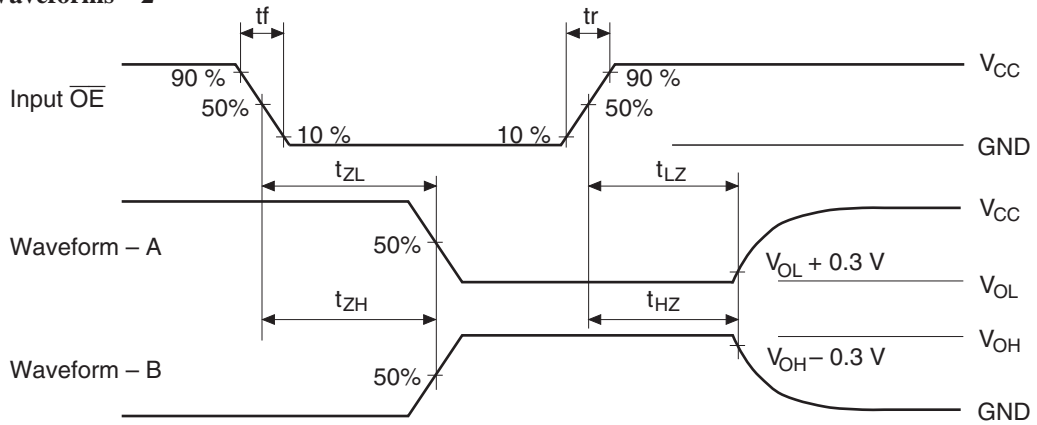 Waveforms – 2
tf
tr
90 %
90 %
V_CC
Input O̅E̅
50%
50%
10 %
10 %
GND
t_ZL
t_LZ
V_CC
Waveform – A
50%
V_OL + 0.3 V
V_OL
t_ZH
t_HZ
V_OH
V_OH – 0.3 V
Waveform – B
50%
GND